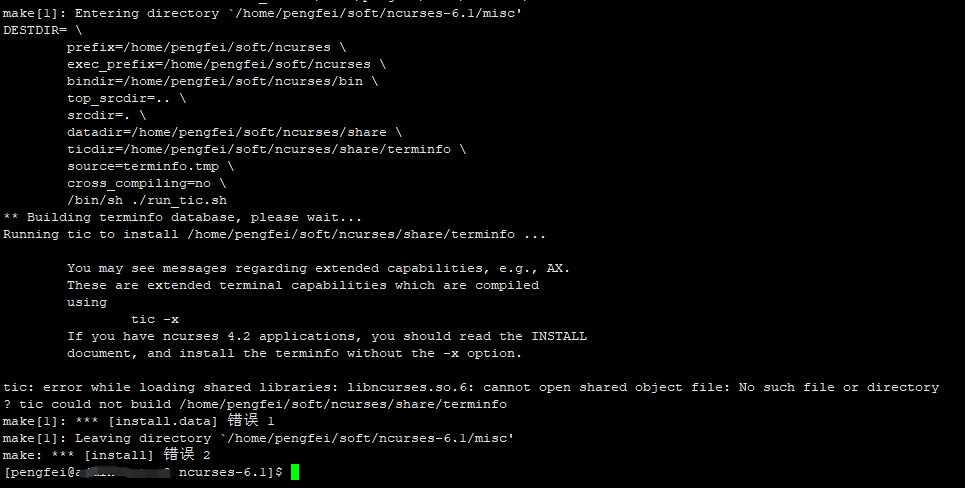 make[1]: Entering directory `/home/pengfei/soft/ncurses-6.1/misc'
DESTDIR= \
        prefix=/home/pengfei/soft/ncurses \
        exec_prefix=/home/pengfei/soft/ncurses \
        bindir=/home/pengfei/soft/ncurses/bin \
        top_srcdir=.. \
        srcdir=. \
        datadir=/home/pengfei/soft/ncurses/share \
        ticdir=/home/pengfei/soft/ncurses/share/terminfo \
        source=terminfo.tmp \
        cross_compiling=no \
        /bin/sh ./run_tic.sh
** Building terminfo database, please wait...
Running tic to install /home/pengfei/soft/ncurses/share/terminfo ...

        You may see messages regarding extended capabilities, e.g., AX.
        These are extended terminal capabilities which are compiled
        using
                tic -x
        If you have ncurses 4.2 applications, you should read the INSTALL
        document, and install the terminfo without the -x option.

tic: error while loading shared libraries: libncurses.so.6: cannot open shared object file: No such file or directory
? tic could not build /home/pengfei/soft/ncurses/share/terminfo
make[1]: *** [install.data] 错误 1
make[1]: Leaving directory `/home/pengfei/soft/ncurses-6.1/misc'
make: *** [install] 错误 2
[pengfei@ ncurses-6.1]$